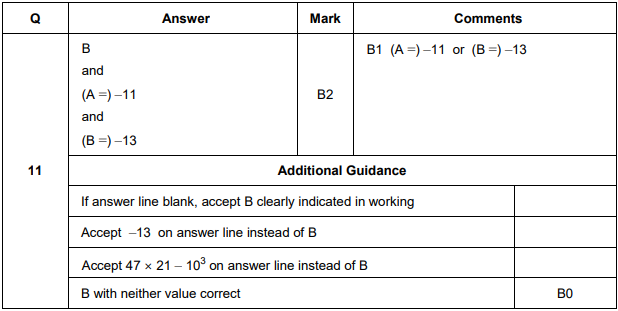 Q Answer Mark Comments
11
B
and
(A =) –11
and
(B =) –13
B2
B1 (A =) –11 or (B =) –13
Additional Guidance
If answer line blank, accept B clearly indicated in working
Accept –13 on answer line instead of B
Accept 47 × 21 – 10³ on answer line instead of B
B with neither value correct B0